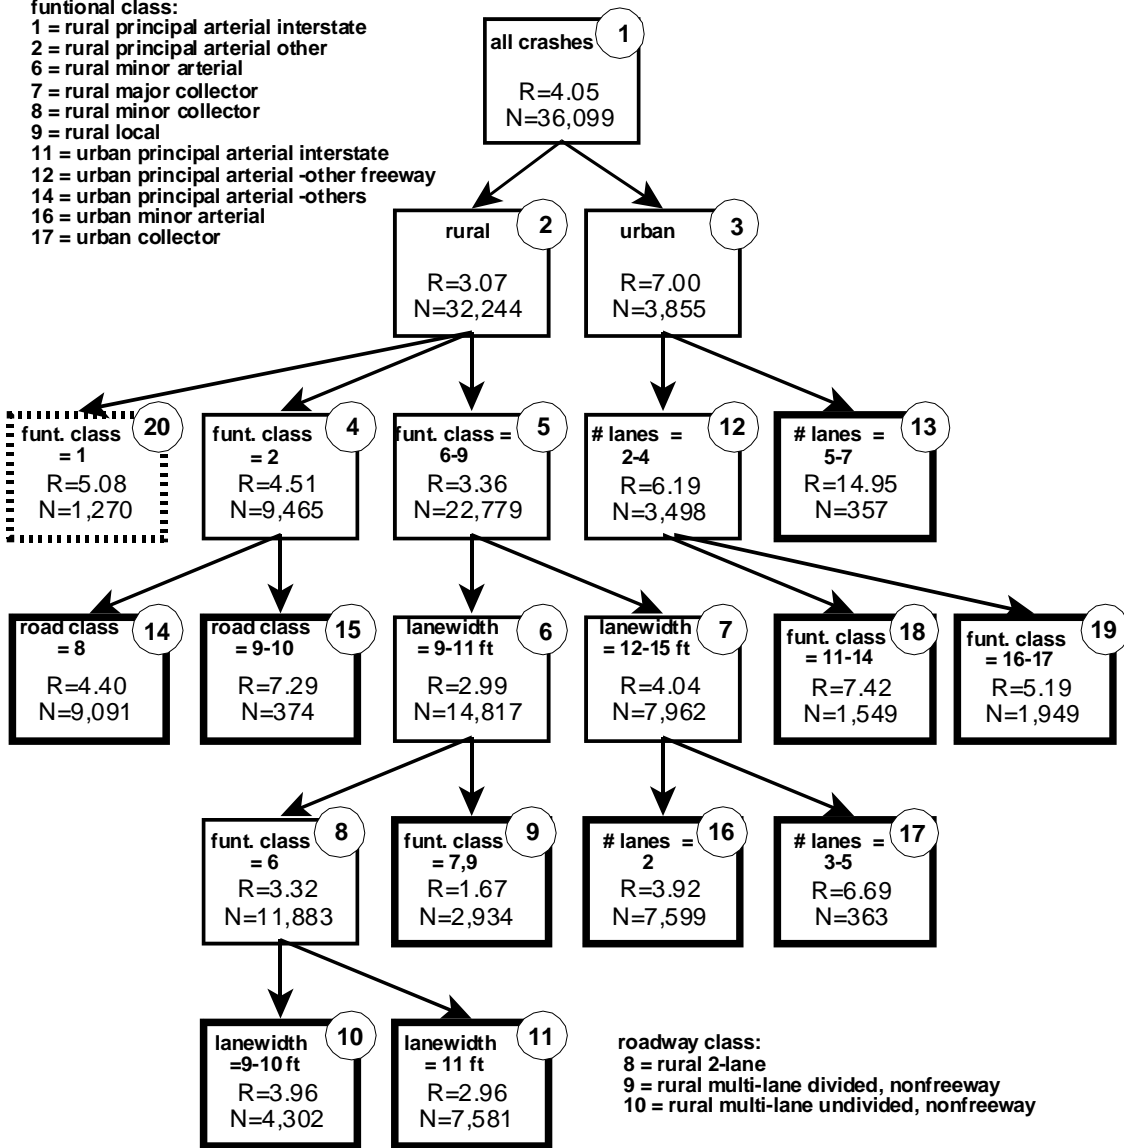 funtional class:
1 = rural principal arterial interstate
2 = rural principal arterial other
6 = rural minor arterial
7 = rural major collector
8 = rural minor collector
9 = rural local
11 = urban principal arterial interstate
12 = urban principal arterial -other freeway
14 = urban principal arterial -others
16 = urban minor arterial
17 = urban collector
1
all crashes
R=4.05
N=36,099
2
rural
R=3.07
N=32,244
3
urban
R=7.00
N=3,855
20
funt. class
= 1
R=5.08
N=1,270
4
funt. class
= 2
R=4.51
N=9,465
5
funt. class =
6-9
R=3.36
N=22,779
12
# lanes =
2-4
R=6.19
N=3,498
13
# lanes =
5-7
R=14.95
N=357
14
road class
= 8
R=4.40
N=9,091
15
road class
= 9-10
R=7.29
N=374
6
lanewidth
= 9-11 ft
R=2.99
N=14,817
7
lanewidth
= 12-15 ft
R=4.04
N=7,962
18
funt. class
= 11-14
R=7.42
N=1,549
19
funt. class
= 16-17
R=5.19
N=1,949
8
funt. class
= 6
R=3.32
N=11,883
9
funt. class
= 7,9
R=1.67
N=2,934
16
# lanes =
2
R=3.92
N=7,599
17
# lanes =
3-5
R=6.69
N=363
10
lanewidth
=9-10 ft
R=3.96
N=4,302
11
lanewidth
= 11 ft
R=2.96
N=7,581
roadway class:
8 = rural 2-lane
9 = rural multi-lane divided, nonfreeway
10 = rural multi-lane undivided, nonfreeway